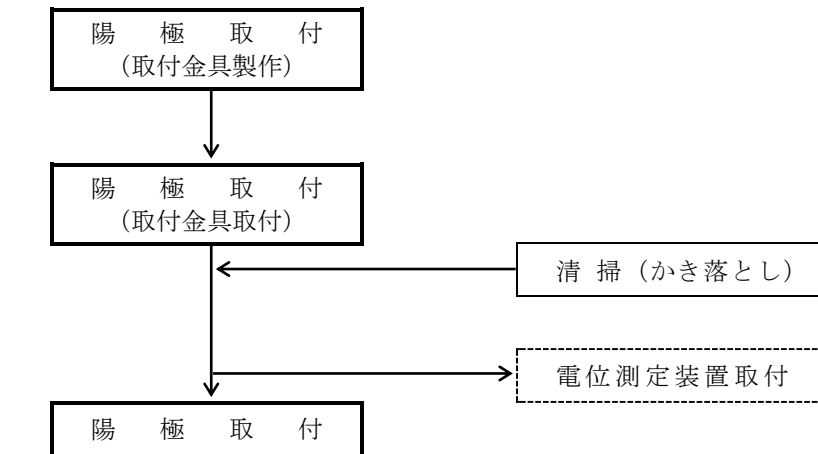 陽極取付
（取付金具製作）
陽極取付
（取付金具取付）
清掃（かき落とし）
電位測定装置取付
陽極取付